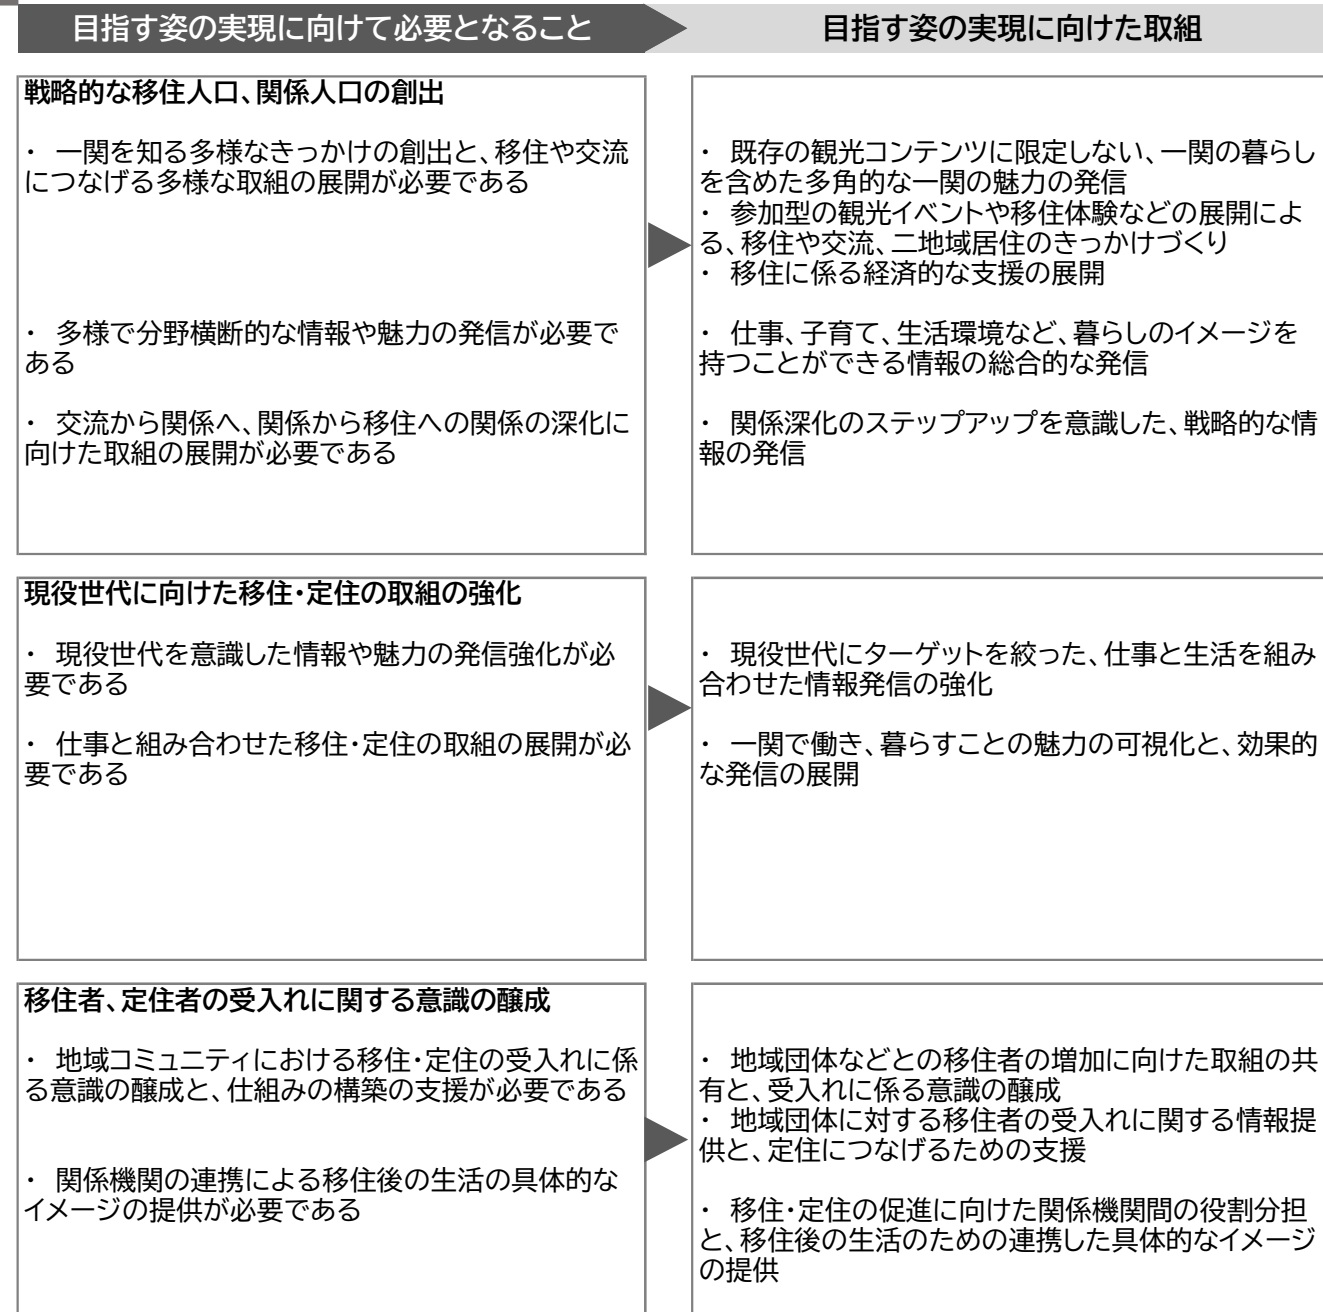 目指す姿の実現に向けて必要となること
目指す姿の実現に向けた取組
戦略的な移住人口、関係人口の創出
・ 一関を知る多様なきっかけの創出と、移住や交流
につなげる多様な取組の展開が必要である
・ 多様で分野横断的な情報や魅力の発信が必要で
ある
・ 交流から関係へ、関係から移住への関係の深化に
向けた取組の展開が必要である
・ 既存の観光コンテンツに限定しない、一関の暮らし
を含めた多角的な一関の魅力の発信
・ 参加型の観光イベントや移住体験などの展開によ
る、移住や交流、二地域居住のきっかけづくり
・ 移住に係る経済的な支援の展開
・ 仕事、子育て、生活環境など、暮らしのイメージを
持つことができる情報の総合的な発信
・ 関係深化のステップアップを意識した、戦略的な情
報の発信
現役世代に向けた移住・定住の取組の強化
・ 現役世代を意識した情報や魅力の発信強化が必
要である
・ 仕事と組み合わせた移住・定住の取組の展開が必
要である
・ 現役世代にターゲットを絞った、仕事と生活を組み
合わせた情報発信の強化
・ 一関で働き、暮らすことの魅力の可視化と、効果的
な発信の展開
移住者、定住者の受入れに関する意識の醸成
・ 地域コミュニティにおける移住・定住の受入れに係
る意識の醸成と、仕組みの構築の支援が必要である
・ 関係機関の連携による移住後の生活の具体的な
イメージの提供が必要である
・ 地域団体などとの移住者の増加に向けた取組の共
有と、受入れに係る意識の醸成
・ 地域団体に対する移住者の受入れに関する情報提
供と、定住につなげるための支援
・ 移住・定住の促進に向けた関係機関間の役割分担
と、移住後の生活のための連携した具体的なイメージ
の提供